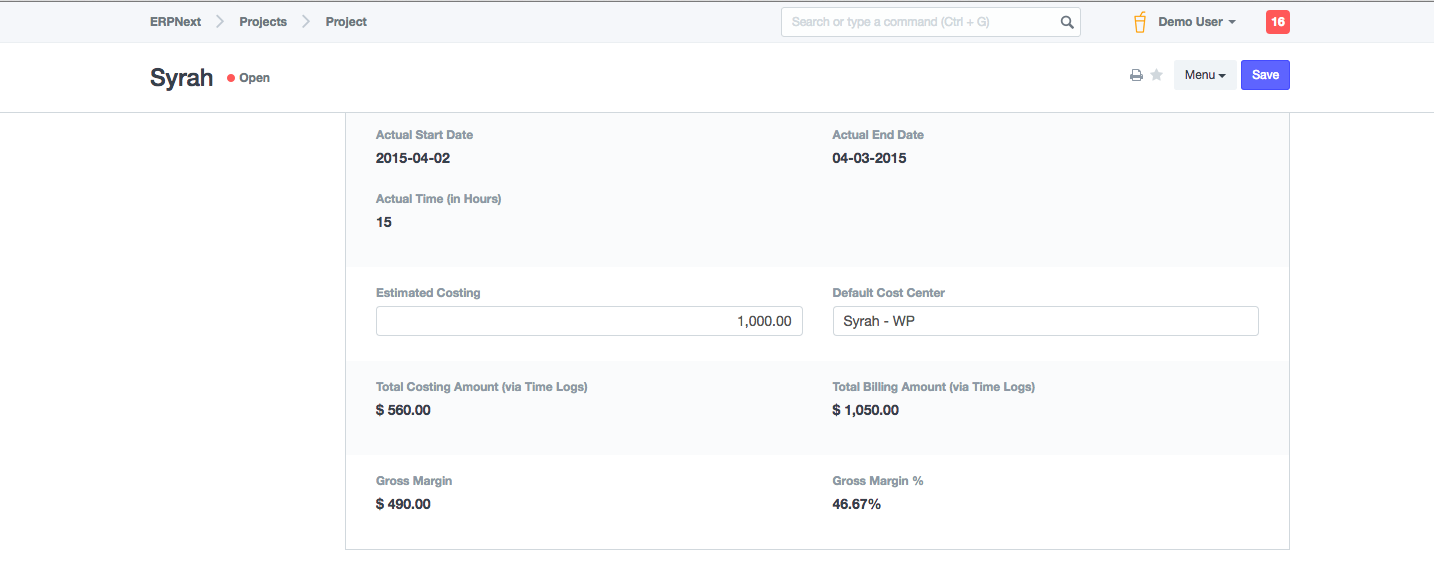 ERPNext Projects Project Search or type a command (Ctrl + G) Demo User 16
Syrah Open Menu Save
Actual Start Date Actual End Date
2015-04-02 04-03-2015
Actual Time (in Hours)
15
Estimated Costing Default Cost Center
1,000.00 Syrah - WP
Total Costing Amount (via Time Logs) Total Billing Amount (via Time Logs)
$ 560.00 $ 1,050.00
Gross Margin Gross Margin %
$ 490.00 46.67%